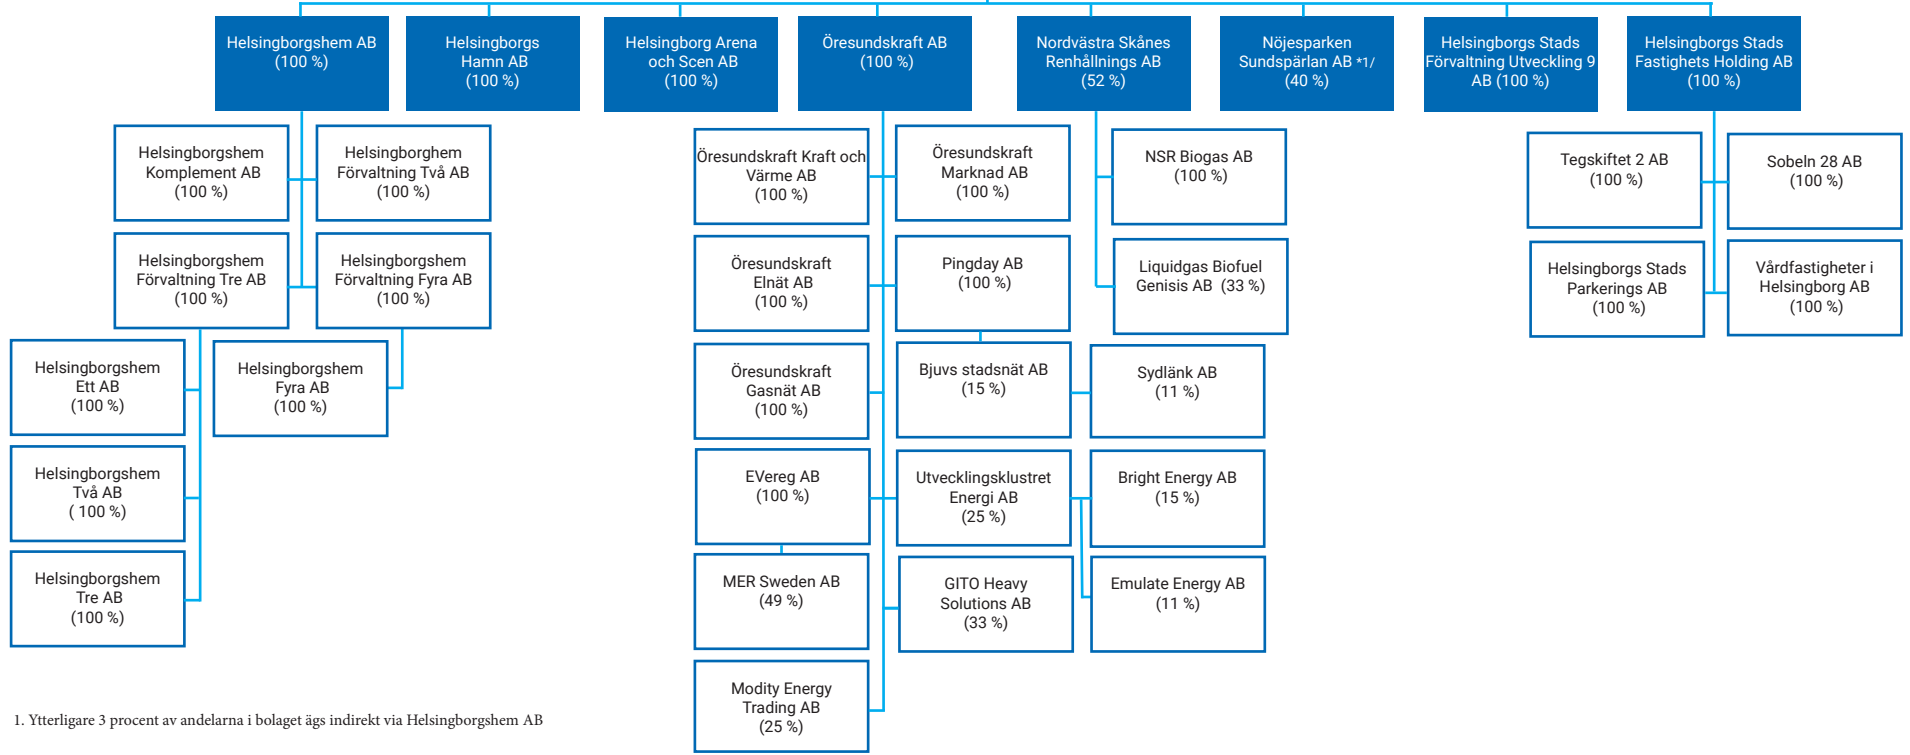 Helsingborgshem AB
(100 %)
Helsingborgs
Hamn AB
(100 %)
Helsingborg Arena
och Scen AB
(100 %)
Öresundskraft AB
(100 %)
Nordvästra Skånes
Renhållnings AB
(52 %)
Nöjesparken
Sundspärlan AB *1/
(40 %)
Helsingborgs Stads
Förvaltning Utveckling 9
AB (100 %)
Helsingborgs Stads
Fastighets Holding AB
(100 %)
Helsingborgshem
Komplement AB
(100 %)
Helsingborghem
Förvaltning Två AB
(100 %)
Helsingborgshem
Förvaltning Tre AB
(100 %)
Helsingborgshem
Förvaltning Fyra AB
(100 %)
Helsingborgshem
Ett AB
(100 %)
Helsingborgshem
Fyra AB
(100 %)
Helsingborgshem
Två AB
( 100 %)
Helsingborgshem
Tre AB
(100 %)
Öresundskraft Kraft och
Värme AB
(100 %)
Öresundskraft
Marknad AB
(100 %)
Öresundskraft
Elnät AB
(100 %)
Pingday AB
(100 %)
Öresundskraft
Gasnät AB
(100 %)
Bjuvs stadsnät AB
(15 %)
Sydlänk AB
(11 %)
EVereg AB
(100 %)
Utvecklingsklustret
Energi AB
(25 %)
Bright Energy AB
(15 %)
MER Sweden AB
(49 %)
GITO Heavy
Solutions AB
(33 %)
Emulate Energy AB
(11 %)
Modity Energy
Trading AB
(25 %)
NSR Biogas AB
(100 %)
Liquidgas Biofuel
Genisis AB (33 %)
Tegskiftet 2 AB
(100 %)
Sobeln 28 AB
(100 %)
Helsingborgs Stads
Parkerings AB
(100 %)
Vårdfastigheter i
Helsingborg AB
(100 %)
1. Ytterligare 3 procent av andelarna i bolaget ägs indirekt via Helsingborgshem AB